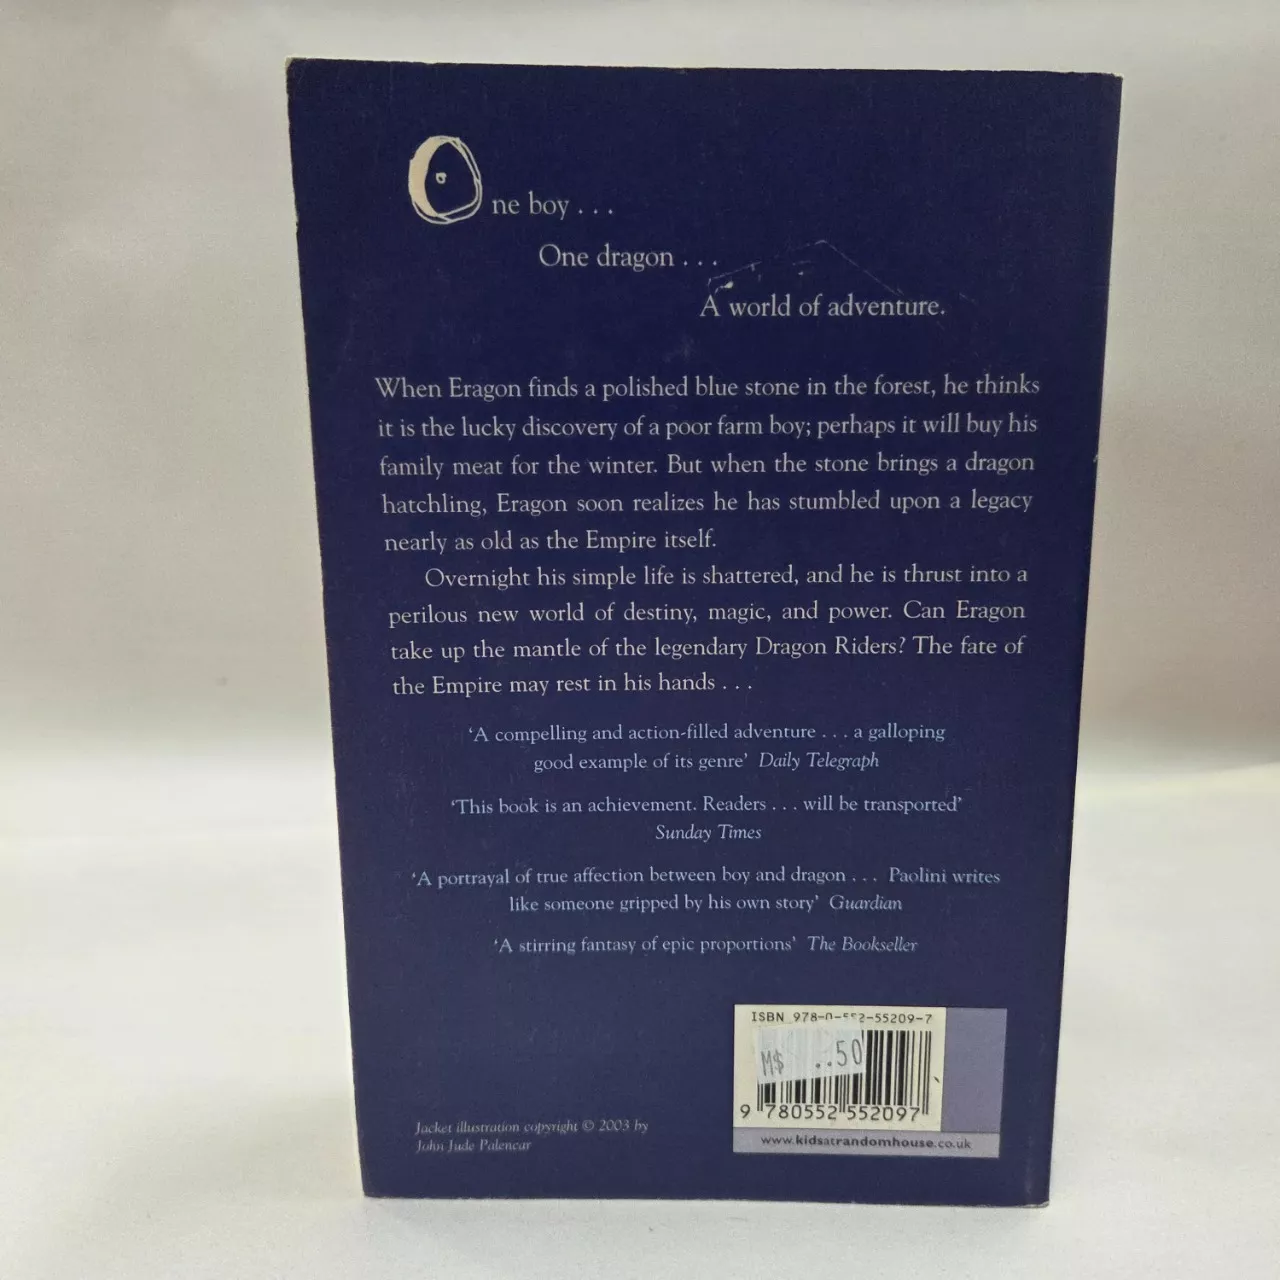 One boy . . .
One dragon . . .
A world of adventure.
When Eragon finds a polished blue stone in the forest, he thinks
it is the lucky discovery of a poor farm boy; perhaps it will buy his
family meat for the winter. But when the stone brings a dragon
hatchling, Eragon soon realizes he has stumbled upon a legacy
nearly as old as the Empire itself.
Overnight his simple life is shattered, and he is thrust into a
perilous new world of destiny, magic, and power. Can Eragon
take up the mantle of the legendary Dragon Riders? The fate of
the Empire may rest in his hands . . .
‘A compelling and action-filled adventure . . . a galloping
good example of its genre’ Daily Telegraph
‘This book is an achievement. Readers . . . will be transported’
Sunday Times
‘A portrayal of true affection between boy and dragon . . . Paolini writes
like someone gripped by his own story’ Guardian
‘A stirring fantasy of epic proportions’ The Bookseller
ISBN 978-0-552-55209-7
M$ ..50
9 780552 552097
www.kidsatrandomhouse.co.uk
Jacket illustration copyright © 2003 by
John Jude Palencar